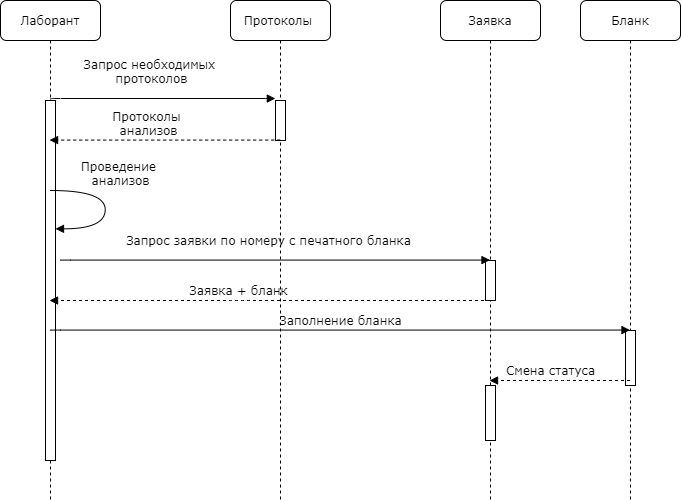 Лаборант
Протоколы
Заявка
Бланк
Запрос необходимых
протоколов
Протоколы
анализов
Проведение
анализов
Запрос заявки по номеру с печатного бланка
Заявка + бланк
Заполнение бланка
Смена статуса